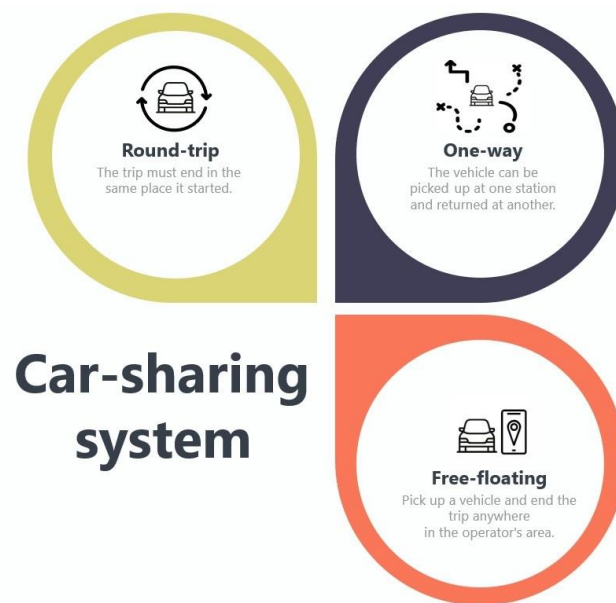 Round-trip
The trip must end in the
same place it started.
One-way
The vehicle can be
picked up at one station
and returned at another.
Car-sharing
system
Free-floating
Pick up a vehicle and end the
trip anywhere
in the operator's area.